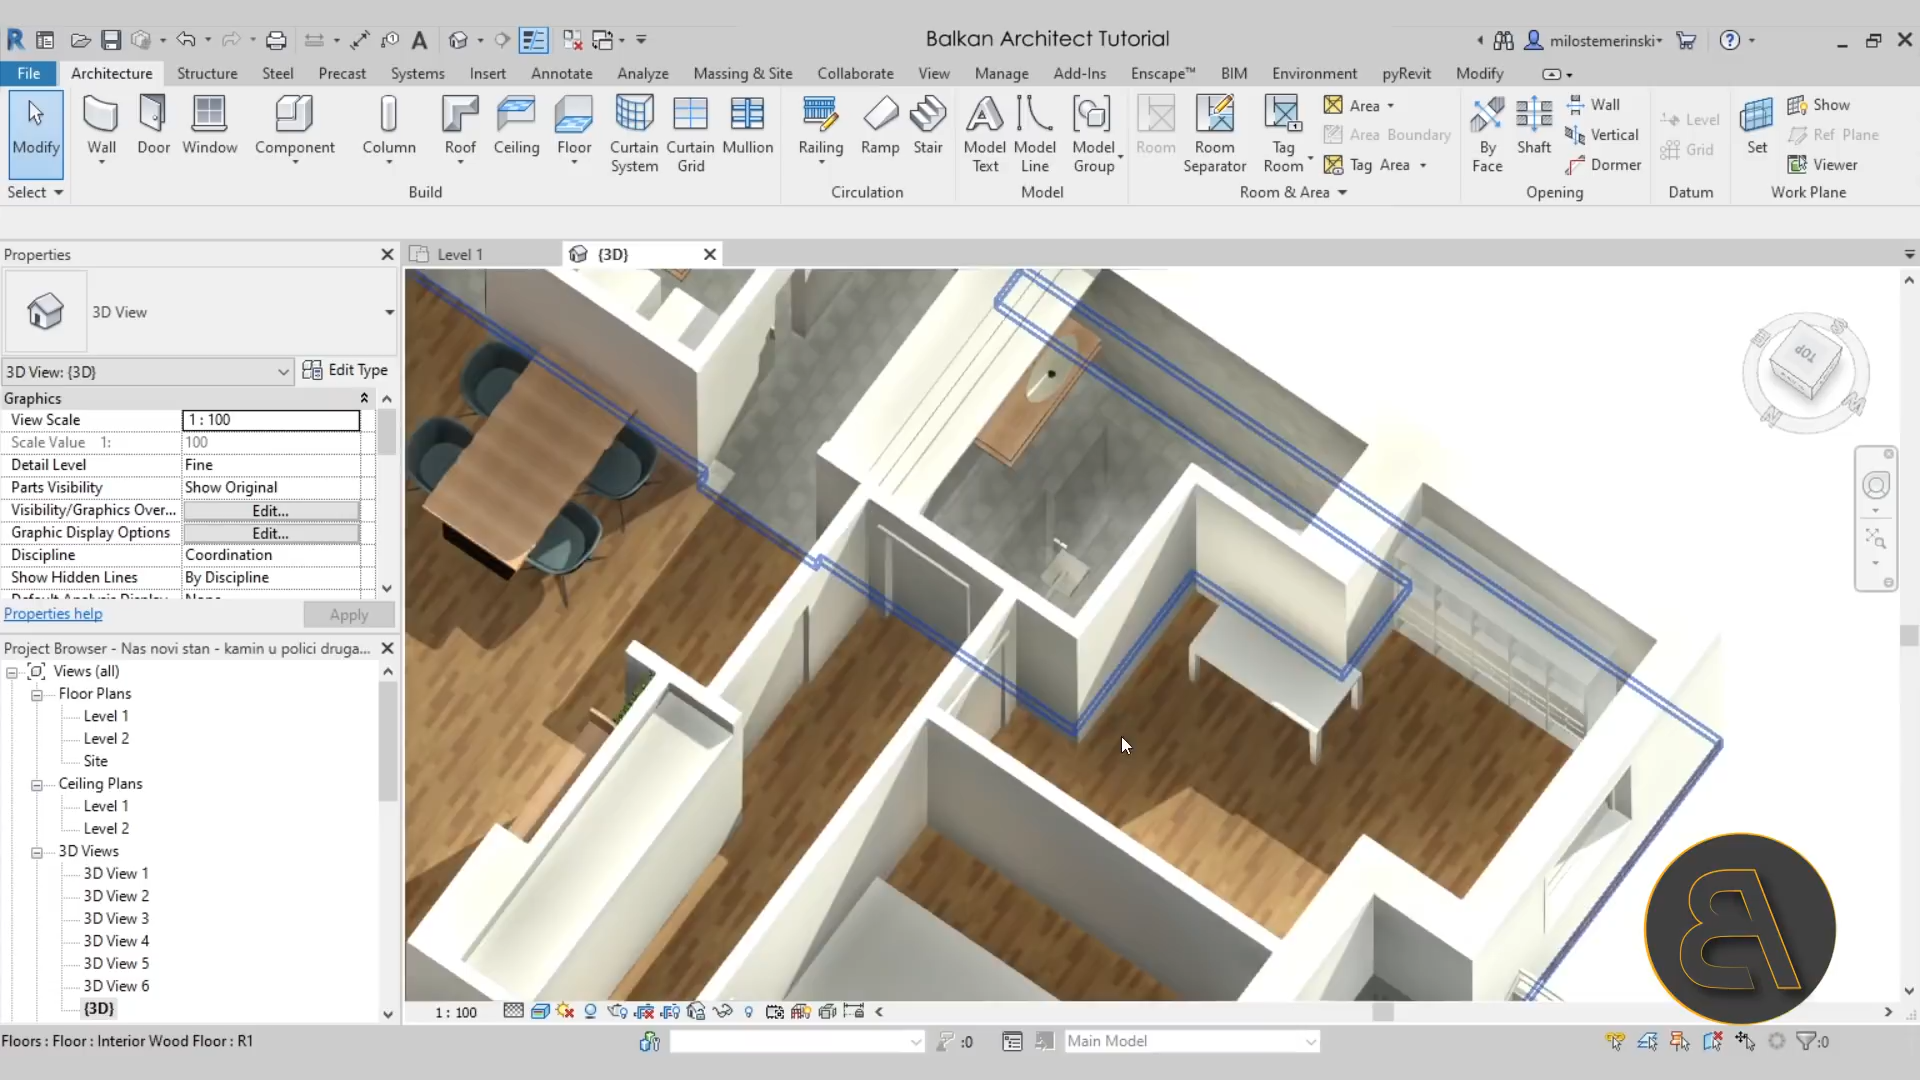 Balkan Architect Tutorial
milostemerinski
File Architecture Structure Steel Precast Systems Insert Annotate Analyze Massing & Site Collaborate View Manage Add-Ins Enscape™ BIM Environment pyRevit Modify
Modify
Wall
Door
Window
Component
Column
Roof
Ceiling
Floor
Curtain System
Curtain Grid
Mullion
Railing
Ramp
Stair
Model Text
Model Line
Model Group
Room
Room Separator
Tag Room
Area
Area Boundary
Tag Area
By Face
Shaft
Wall
Vertical
Dormer
Level
Grid
Set
Show
Ref Plane
Viewer
Select
Build
Circulation
Model
Room & Area
Opening
Datum
Work Plane
Properties
Level 1
{3D}
3D View
3D View: {3D}
Edit Type
Graphics
View Scale 1 : 100
Scale Value 1: 100
Detail Level Fine
Parts Visibility Show Original
Visibility/Graphics Over... Edit...
Graphic Display Options Edit...
Discipline Coordination
Show Hidden Lines By Discipline
Properties help
Apply
Project Browser - Nas novi stan - kamin u polici druga...
Views (all)
Floor Plans
Level 1
Level 2
Site
Ceiling Plans
Level 1
Level 2
3D Views
3D View 1
3D View 2
3D View 3
3D View 4
3D View 5
3D View 6
{3D}
TOP
1 : 100
Floors : Floor : Interior Wood Floor : R1
:0
Main Model
:0